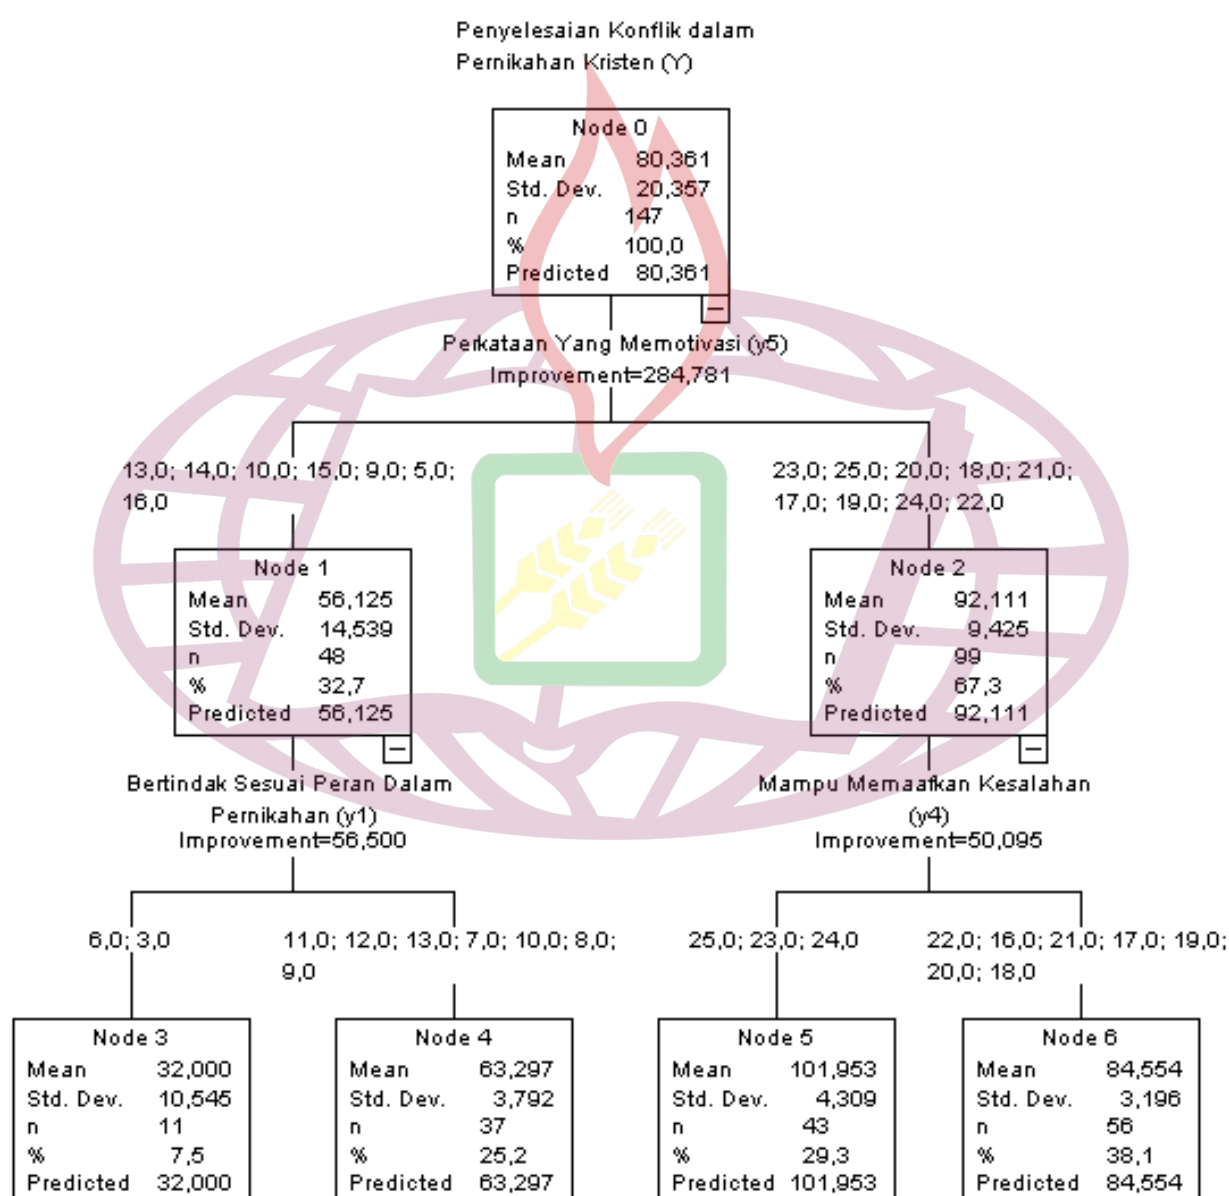 Penyelesaian Konflik dalam
Pernikahan Kristen (Y)
Node 0
Mean 80,361
Std. Dev. 20,357
n 147
% 100,0
Predicted 80,361
Perkataan Yang Memotivasi (y5)
Improvement=284,781
13,0; 14,0; 10,0; 15,0; 9,0; 5,0;
16,0
23,0; 25,0; 20,0; 18,0; 21,0;
17,0; 19,0; 24,0; 22,0
Node 1
Mean 56,125
Std. Dev. 14,539
n 48
% 32,7
Predicted 56,125
Node 2
Mean 92,111
Std. Dev. 9,425
n 99
% 67,3
Predicted 92,111
Bertindak Sesuai Peran Dalam
Pernikahan (y1)
Improvement=56,500
Mampu Memaafkan Kesalahan
(y4)
Improvement=50,095
6,0; 3,0
11,0; 12,0; 13,0; 7,0; 10,0; 8,0;
9,0
25,0; 23,0; 24,0
22,0; 16,0; 21,0; 17,0; 19,0;
20,0; 18,0
Node 3
Mean 32,000
Std. Dev. 10,545
n 11
% 7,5
Predicted 32,000
Node 4
Mean 63,297
Std. Dev. 3,792
n 37
% 25,2
Predicted 63,297
Node 5
Mean 101,953
Std. Dev. 4,309
n 43
% 29,3
Predicted 101,953
Node 6
Mean 84,554
Std. Dev. 3,196
n 56
% 38,1
Predicted 84,554